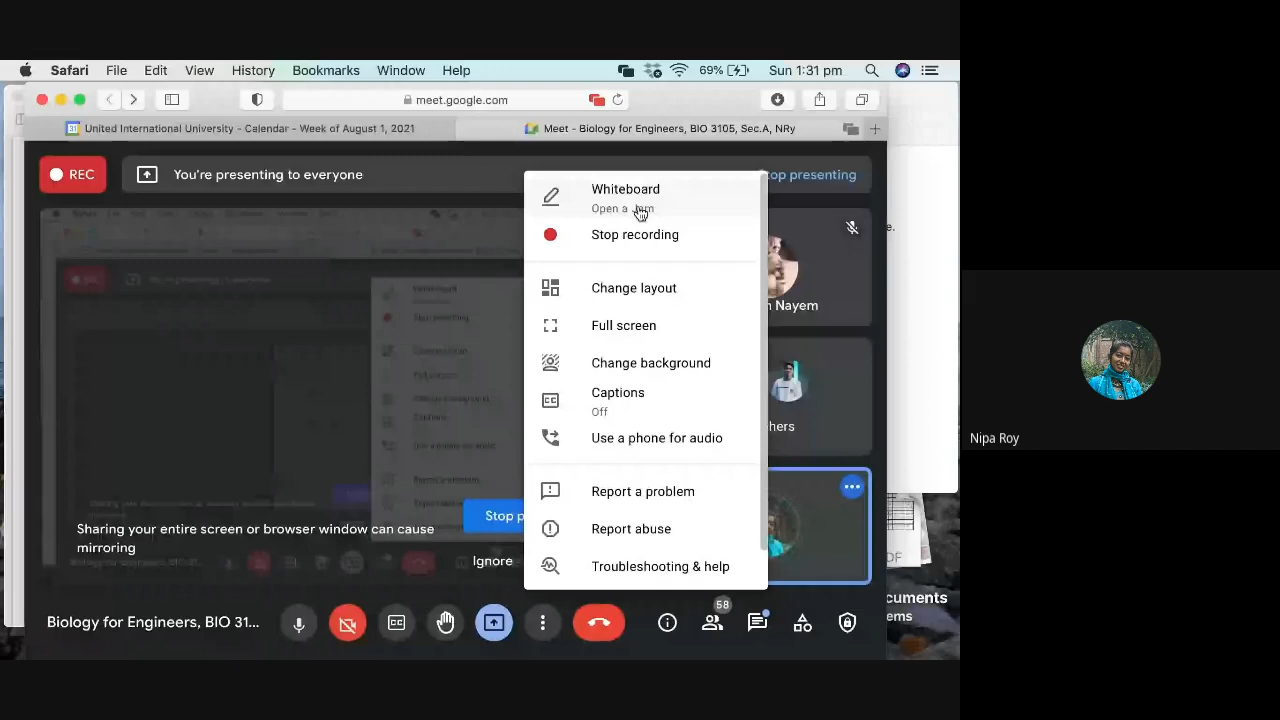 Safari File Edit View History Bookmarks Window Help 69% Sun 1:31 pm
meet.google.com
31 United International University - Calendar - Week of August 1, 2021
Meet - Biology for Engineers, BIO 3105, Sec.A, NRy
REC
You're presenting to everyone
top presenting
Whiteboard
Open a
Stop recording
Change layout
Full screen
Change background
Captions
Off
Use a phone for audio
Report a problem
Report abuse
Troubleshooting & help
Nayem
hers
Sharing your entire screen or browser window can cause
mirroring
Stop p
Ignore
Biology for Engineers, BIO 31...
58
cuments
ems
Nipa Roy